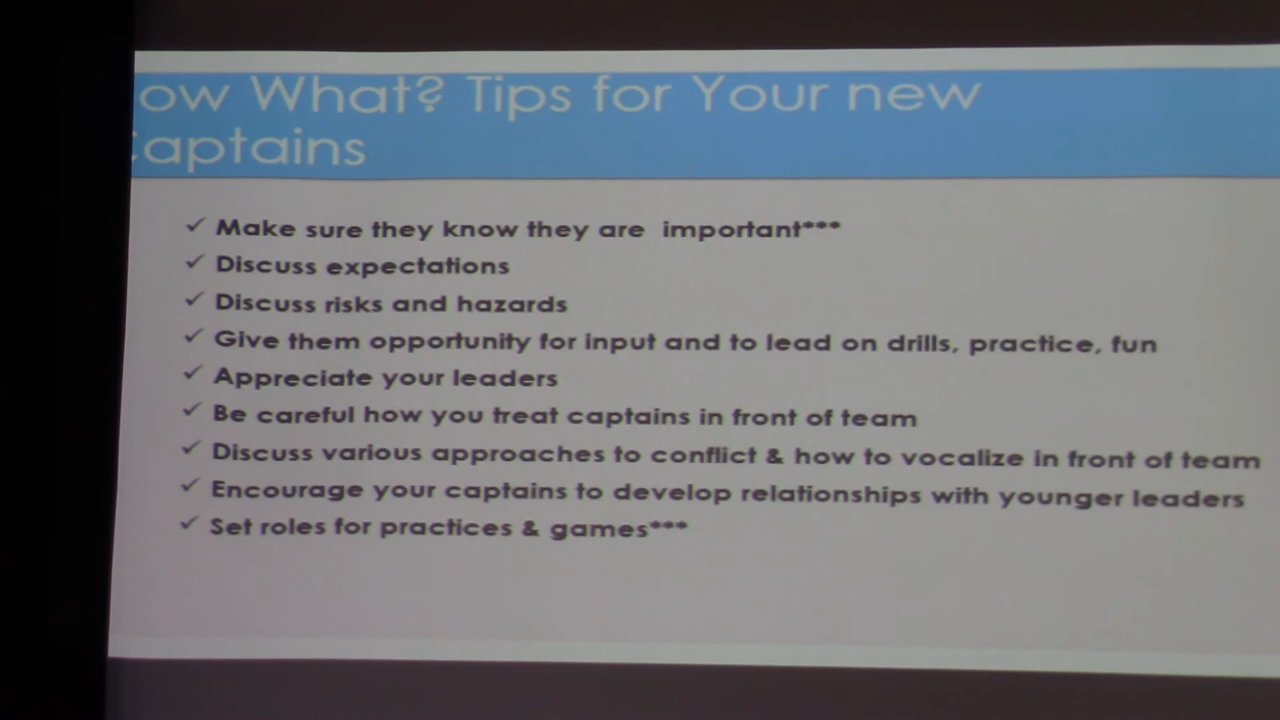 ow What? Tips for Your new
Captains
Make sure they know they are important***
Discuss expectations
Discuss risks and hazards
Give them opportunity for input and to lead on drills, practice, fun
Appreciate your leaders
Be careful how you treat captains in front of team
Discuss various approaches to conflict & how to vocalize in front of team
Encourage your captains to develop relationships with younger leaders
Set roles for practices & games***